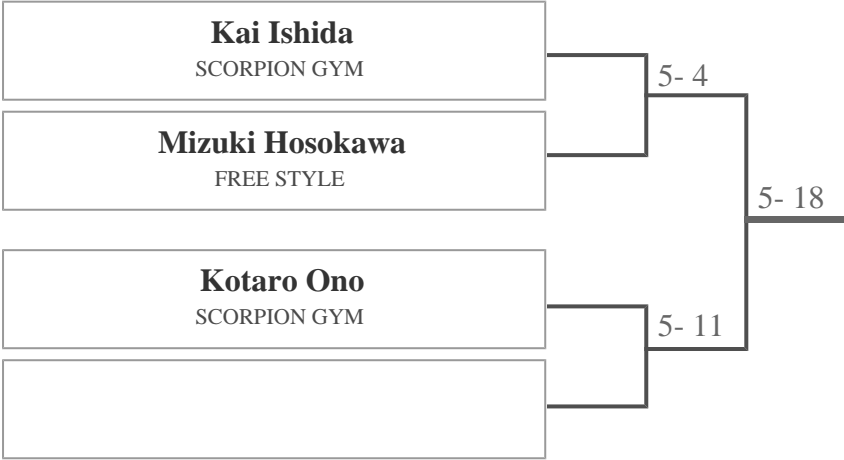 Kai Ishida
SCORPION GYM
5- 4
Mizuki Hosokawa
FREE STYLE
5- 18
Kotaro Ono
SCORPION GYM
5- 11